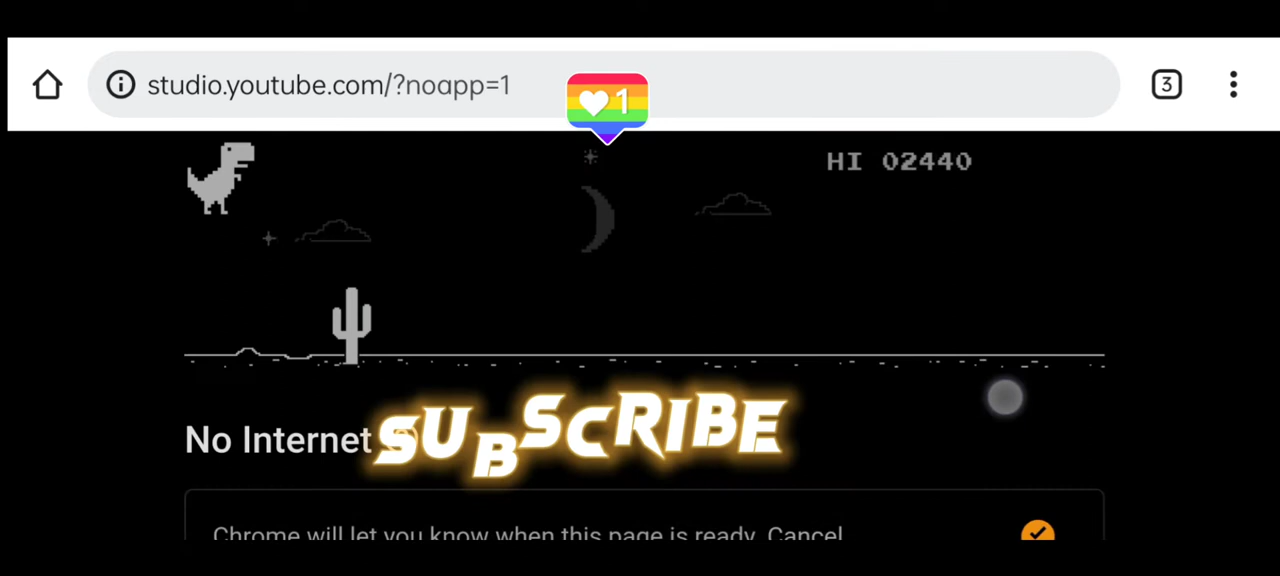 studio.youtube.com/?noapp=1
3
1
HI 02440
No Internet
SUBSCRIBE
Chrome will let you know when this page is ready. Cancel